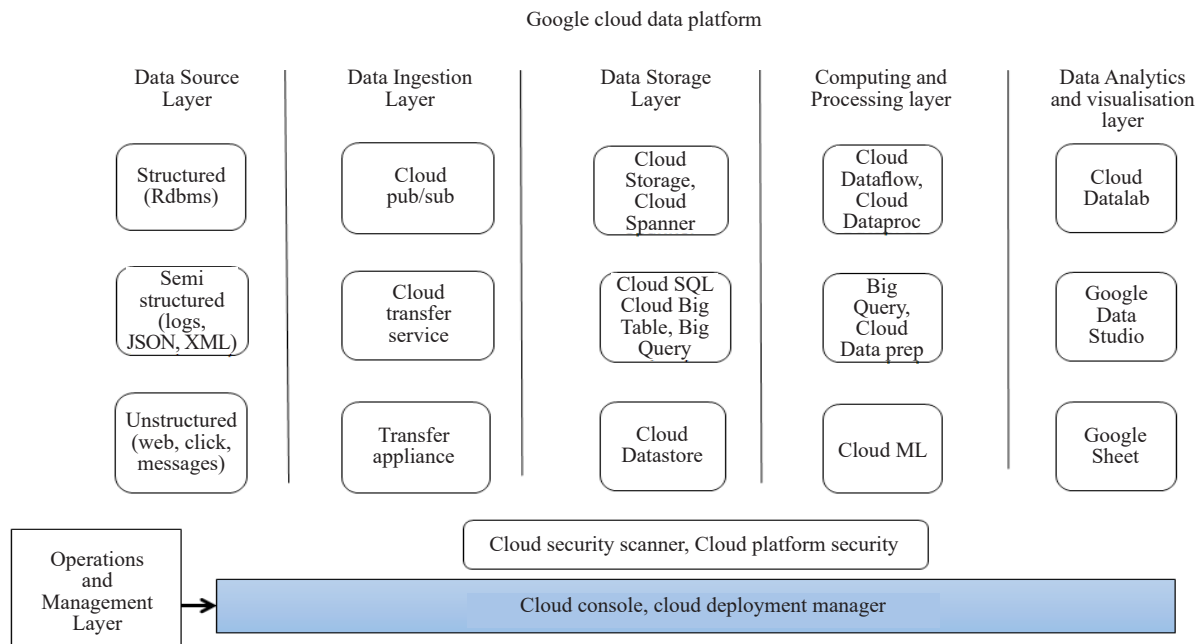 Google cloud data platform
Data Source
Layer
Data Ingestion
Layer
Data Storage
Layer
Computing and
Processing layer
Data Analytics
and visualisation
layer
Structured
(Rdbms)
Cloud
pub/sub
Cloud
Storage,
Cloud
Spanner
Cloud
Dataflow,
Cloud
Dataproc
Cloud
Datalab
Semi
structured
(logs,
JSON, XML)
Cloud
transfer
service
Cloud SQL
Cloud Big
Table, Big
Query
Big
Query,
Cloud
Data prep
Google
Data
Studio
Unstructured
(web, click,
messages)
Transfer
appliance
Cloud
Datastore
Cloud ML
Google
Sheet
Cloud security scanner, Cloud platform security
Operations
and
Management
Layer
Cloud console, cloud deployment manager